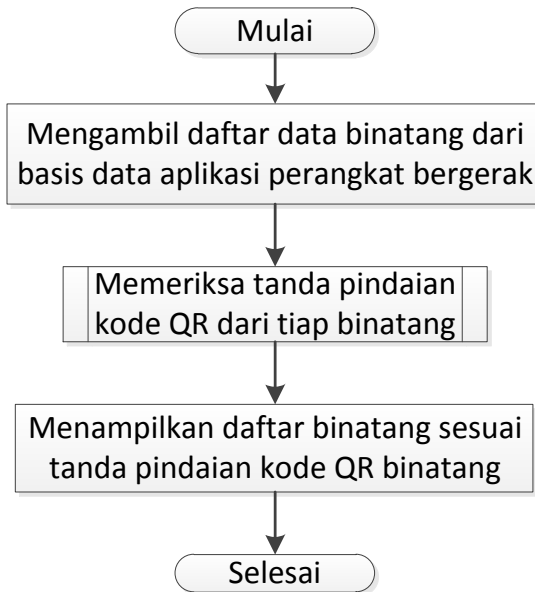 Mulai
Mengambil daftar data binatang dari
basis data aplikasi perangkat bergerak
Memeriksa tanda pindaian
kode QR dari tiap binatang
Menampilkan daftar binatang sesuai
tanda pindaian kode QR binatang
Selesai